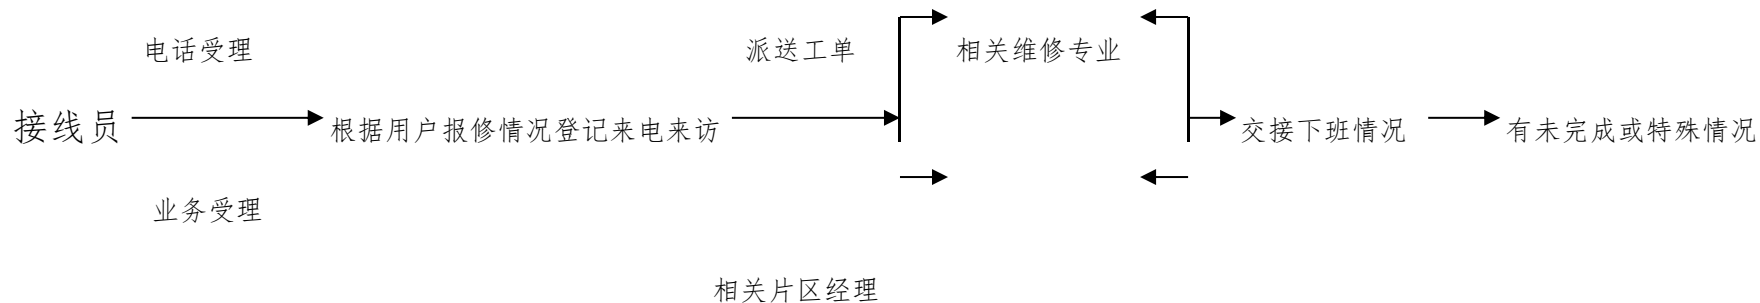 电话受理 派送工单 相关维修专业
接线员 根据用户报修情况登记来电来访 交接下班情况 有未完成或特殊情况
业务受理
相关片区经理